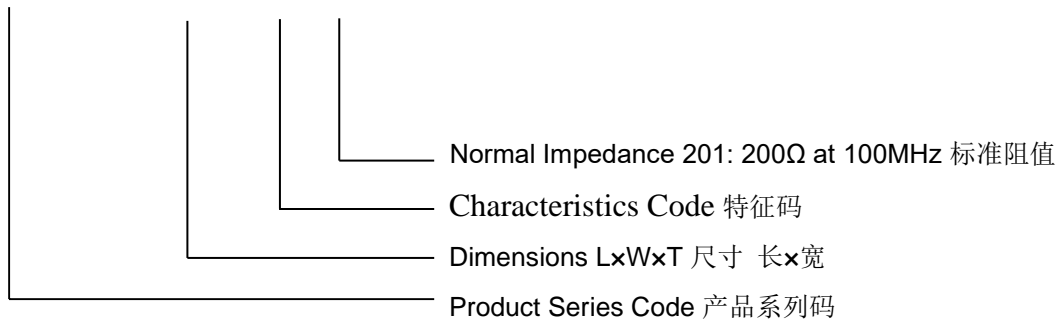 Normal Impedance 201: 200Ω at 100MHz 标准阻值
Characteristics Code 特征码
Dimensions L×W×T 尺寸 长×宽
Product Series Code 产品系列码